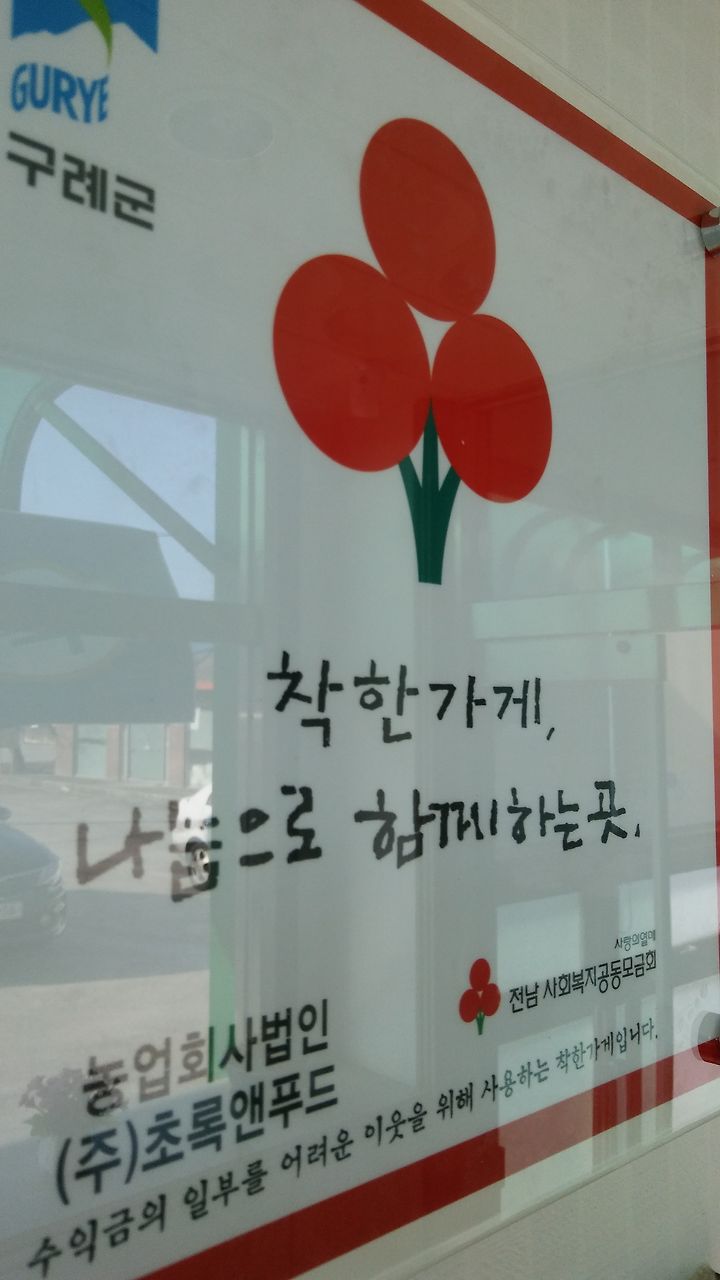 GURYE
구례군
착한가게,
나눔으로 함께하는곳.
사랑의열매
전남 사회복지공동모금회
농업회사법인
(주)초록앤푸드
수익금의 일부를 어려운 이웃을 위해 사용하는 착한가게입니다.